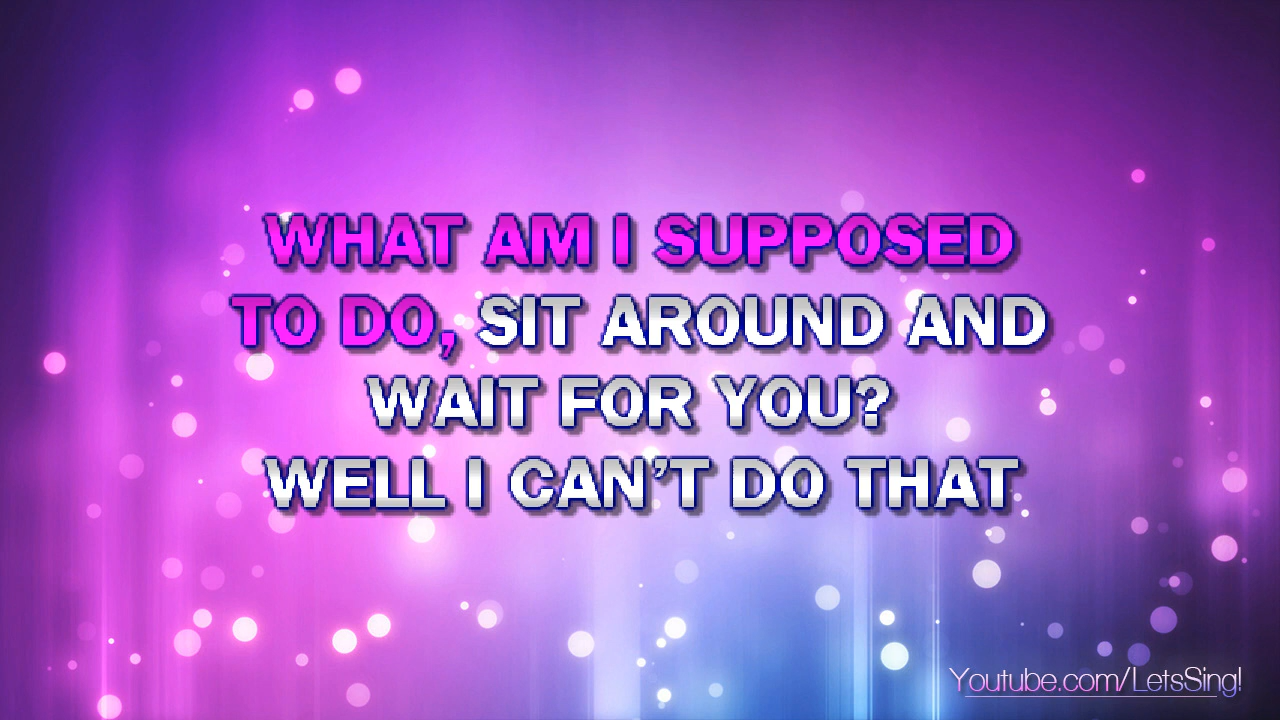 WHAT AM I SUPPOSED
TO DO, SIT AROUND AND
WAIT FOR YOU?
WELL I CAN'T DO THAT
Youtube.com/LetsSing!